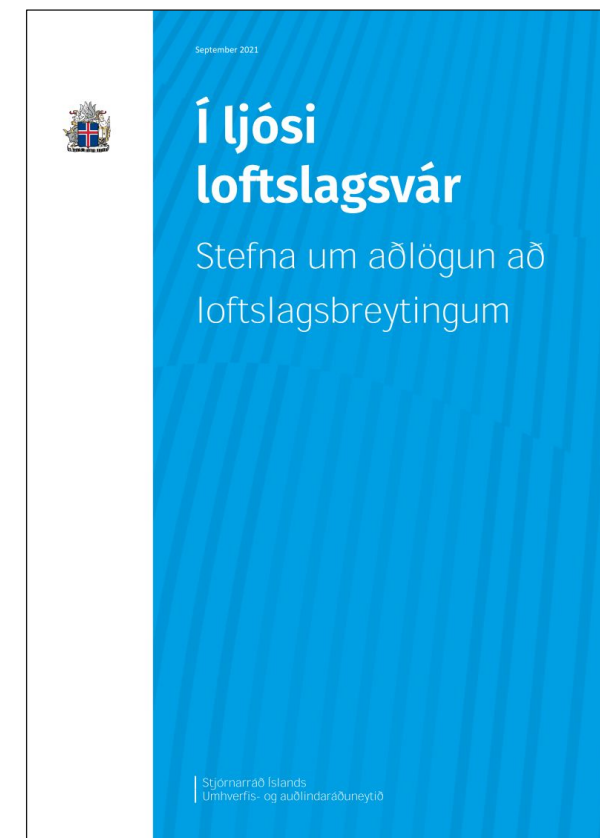 September 2021
Í ljósi
loftslagsvár
Stefna um aðlögun að
loftslagsbreytingum
Stjórnarráð Íslands
Umhverfis- og auðlindaráðuneytið